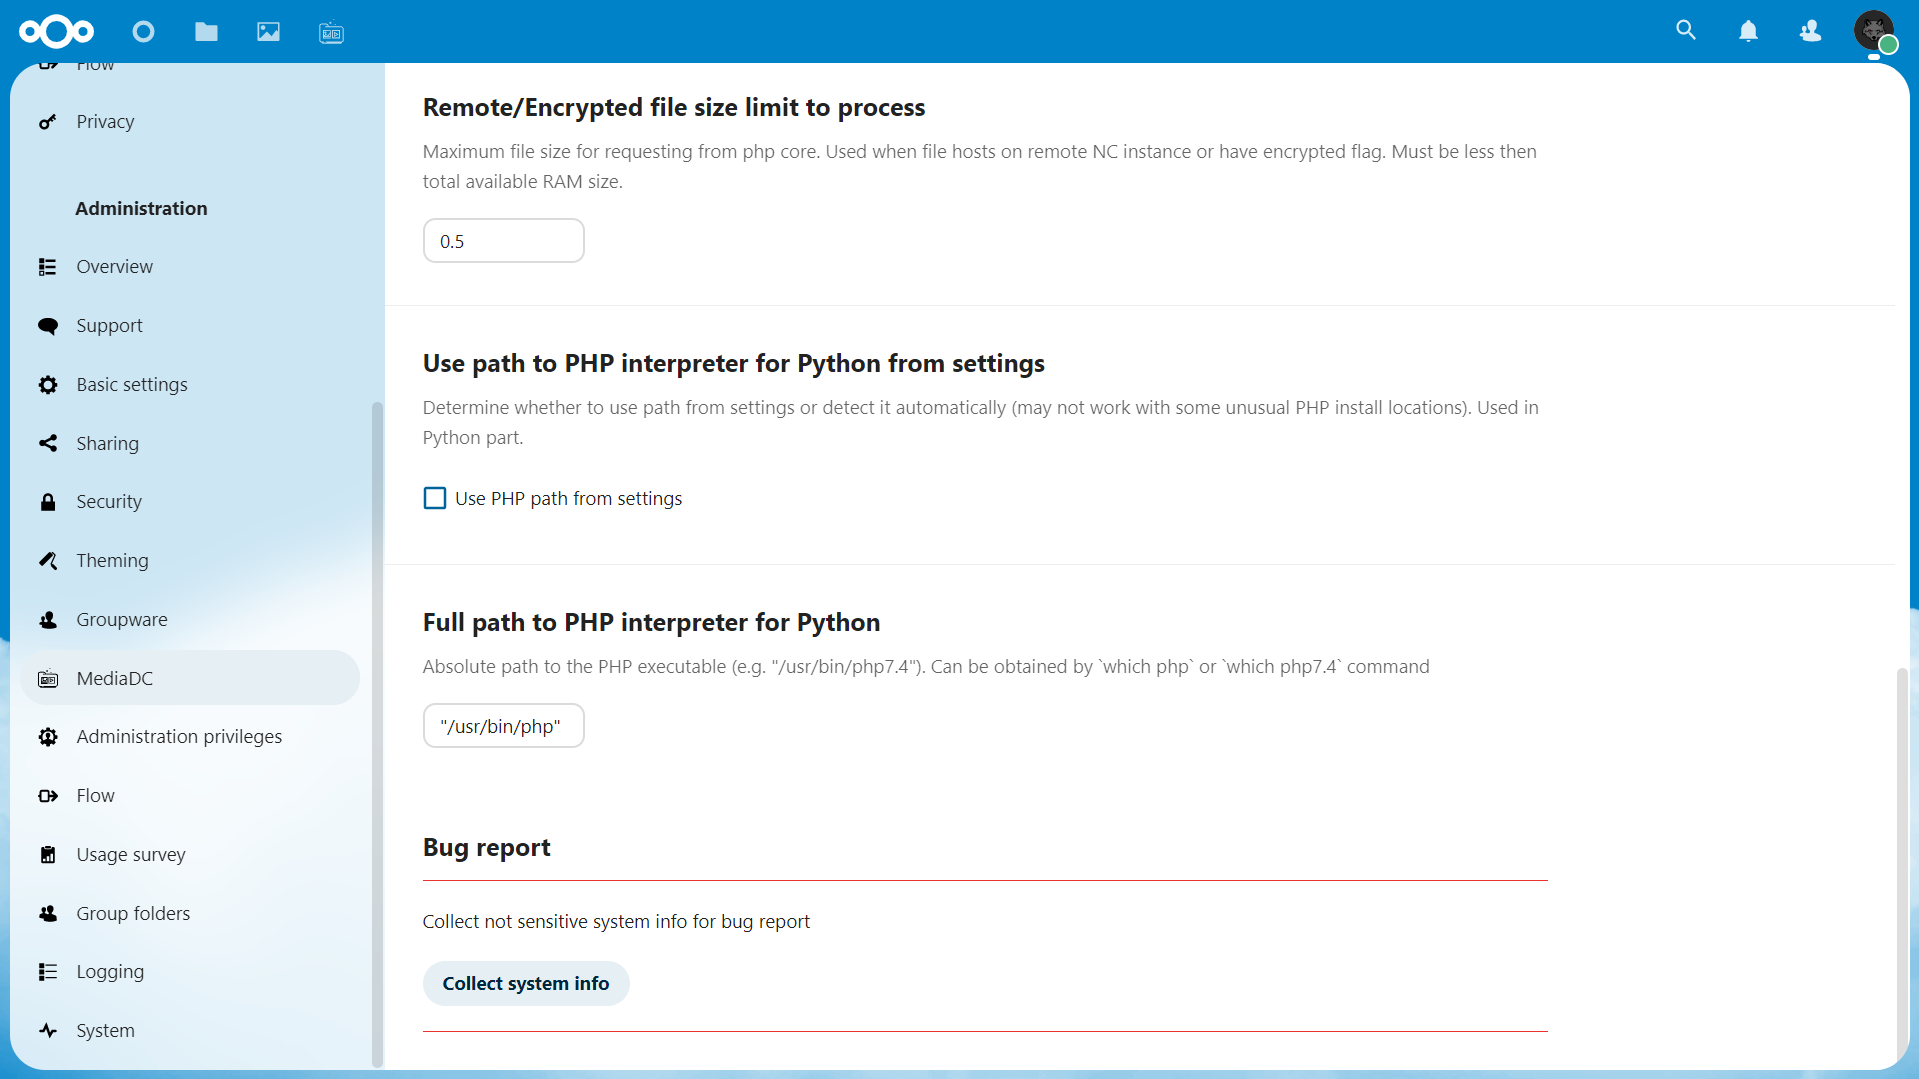 Flow
Privacy
Administration
Overview
Support
Basic settings
Sharing
Security
Theming
Groupware
MediaDC
Administration privileges
Flow
Usage survey
Group folders
Logging
System
Remote/Encrypted file size limit to process
Maximum file size for requesting from php core. Used when file hosts on remote NC instance or have encrypted flag. Must be less then
total available RAM size.
0.5
Use path to PHP interpreter for Python from settings
Determine whether to use path from settings or detect it automatically (may not work with some unusual PHP install locations). Used in
Python part.
Use PHP path from settings
Full path to PHP interpreter for Python
Absolute path to the PHP executable (e.g. "/usr/bin/php7.4"). Can be obtained by `which php` or `which php7.4` command
"/usr/bin/php"
Bug report
Collect not sensitive system info for bug report
Collect system info